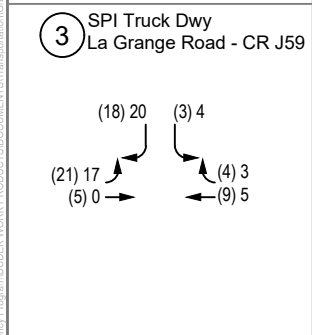 3
SPI Truck Dwy
La Grange Road - CR J59
(18) 20 (3) 4
(21) 17 (4) 3
(5) 0 (9) 5